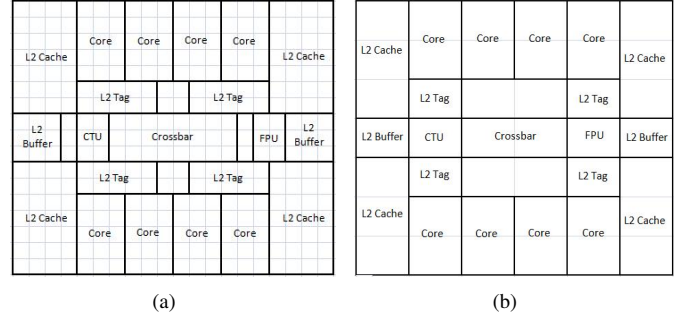 Core Core Core Core
L2 Cache L2 Cache
L2 Tag L2 Tag
L2
Buffer CTU Crossbar FPU L2
Buffer
L2 Tag L2 Tag
L2 Cache L2 Cache
Core Core Core Core
(a)
Core Core Core Core
L2 Cache L2 Cache
L2 Tag L2 Tag
L2 Buffer CTU Crossbar FPU L2 Buffer
L2 Tag L2 Tag
L2 Cache L2 Cache
Core Core Core Core
(b)